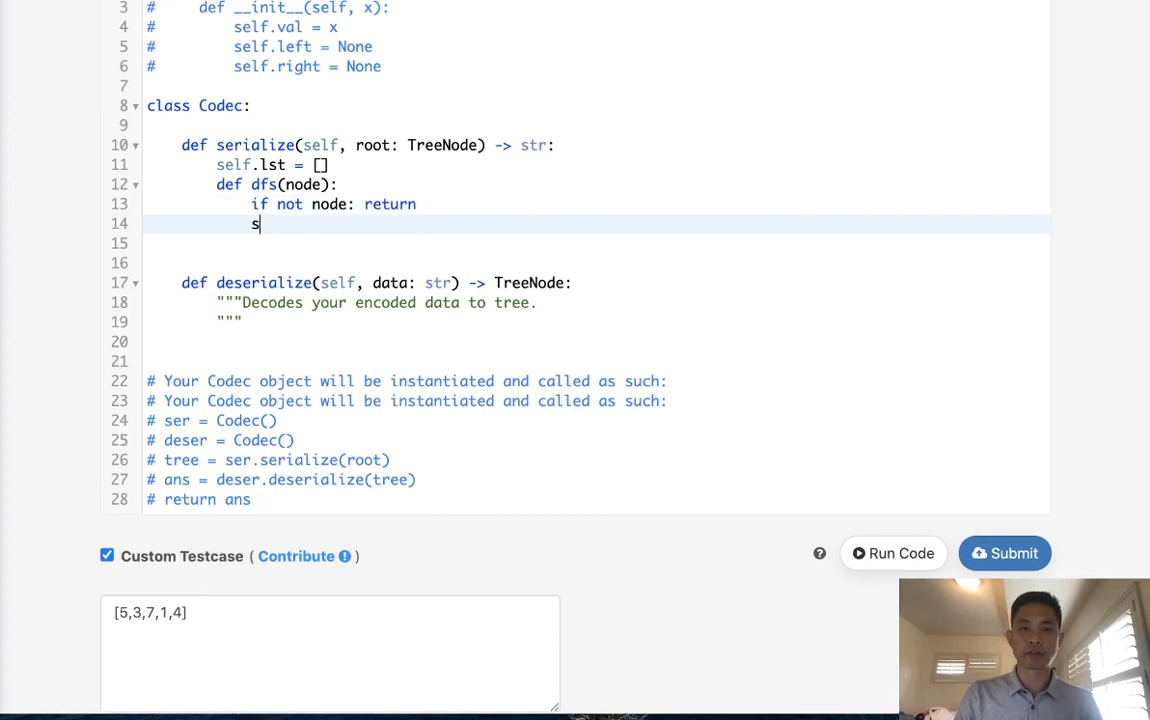 3 #     def __init__(self, x):
4 #         self.val = x
5 #         self.left = None
6 #         self.right = None
7
8 class Codec:
9
10     def serialize(self, root: TreeNode) -> str:
11         self.lst = []
12         def dfs(node):
13             if not node: return
14             s
15
16
17     def deserialize(self, data: str) -> TreeNode:
18         """Decodes your encoded data to tree.
19         """
20
21
22 # Your Codec object will be instantiated and called as such:
23 # Your Codec object will be instantiated and called as such:
24 # ser = Codec()
25 # deser = Codec()
26 # tree = ser.serialize(root)
27 # ans = deser.deserialize(tree)
28 # return ans
Custom Testcase ( Contribute ) ? Run Code Submit
[5,3,7,1,4]